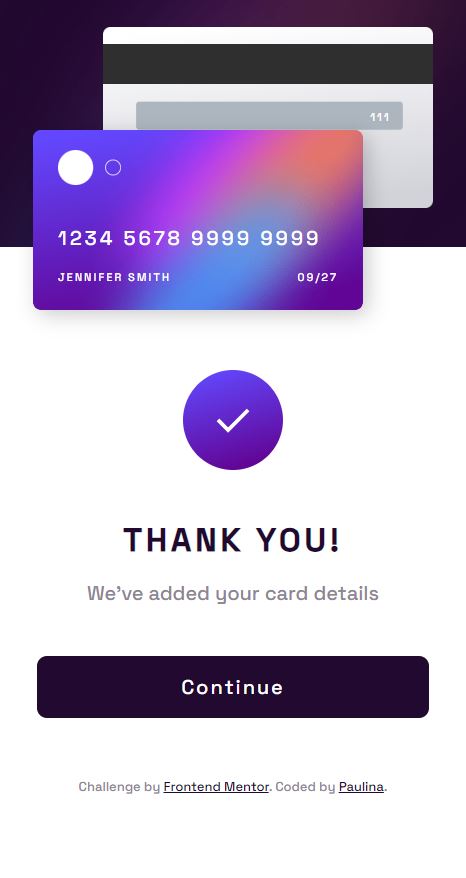 111
1234 5678 9999 9999
JENNIFER SMITH 09/27
THANK YOU!
We've added your card details
Continue
Challenge by Frontend Mentor. Coded by Paulina.